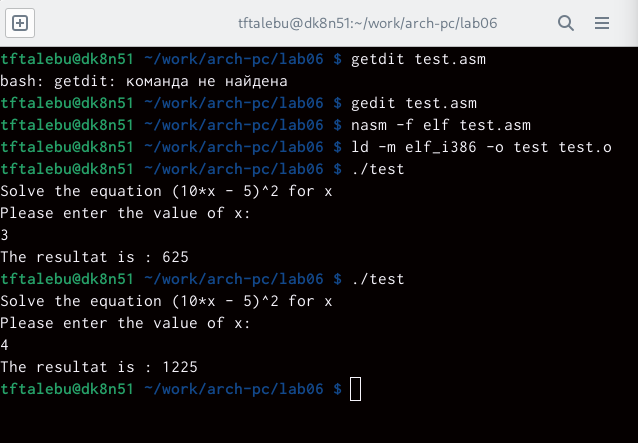 tftalebu@dk8n51:~/work/arch-pc/lab06
tftalebu@dk8n51 ~/work/arch-pc/lab06 $ getdit test.asm
bash: getdit: команда не найдена
tftalebu@dk8n51 ~/work/arch-pc/lab06 $ gedit test.asm
tftalebu@dk8n51 ~/work/arch-pc/lab06 $ nasm -f elf test.asm
tftalebu@dk8n51 ~/work/arch-pc/lab06 $ ld -m elf_i386 -o test test.o
tftalebu@dk8n51 ~/work/arch-pc/lab06 $ ./test
Solve the equation (10*x - 5)^2 for x
Please enter the value of x:
3
The resultat is : 625
tftalebu@dk8n51 ~/work/arch-pc/lab06 $ ./test
Solve the equation (10*x - 5)^2 for x
Please enter the value of x:
4
The resultat is : 1225
tftalebu@dk8n51 ~/work/arch-pc/lab06 $